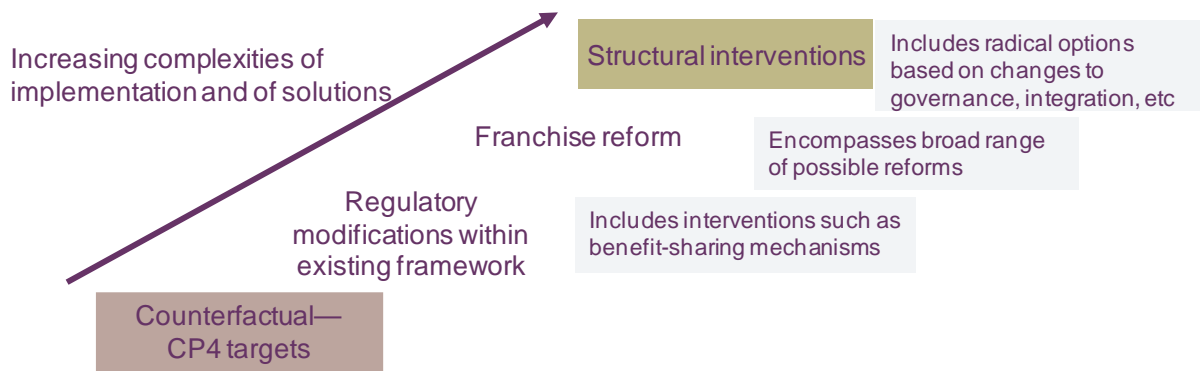 Increasing complexities of
implementation and of solutions
Structural interventions
Includes radical options
based on changes to
governance, integration, etc
Franchise reform
Encompasses broad range
of possible reforms
Regulatory
modifications within
existing framework
Includes interventions such as
benefit-sharing mechanisms
Counterfactual—
CP4 targets